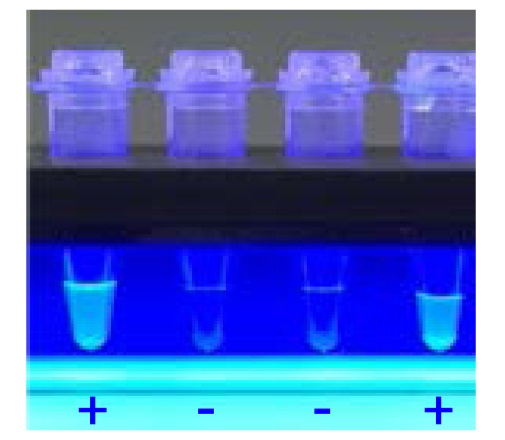 + - - +